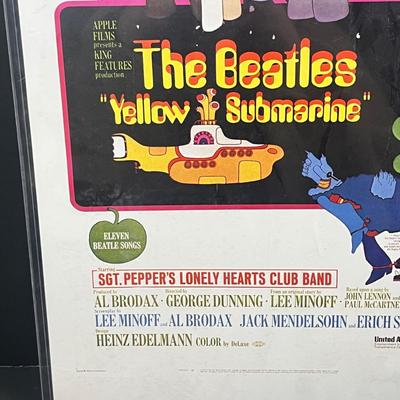 APPLE
FILMS
presents a
KING
FEATURES
production
The Beatles
"Yellow Submarine"
ELEVEN
BEATLE SONGS
Starring
SGT. PEPPER'S LONELY HEARTS CLUB BAND
Produced by Directed by From an original story by Based upon a song by
AL BRODAX · GEORGE DUNNING · LEE MINOFF · JOHN LENNON and
PAUL McCARTNE
Screenplay by
LEE MINOFF and AL BRODAX JACK MENDELSOHN and ERICH S
Design
HEINZ EDELMANN COLOR by DeLuxe
United A